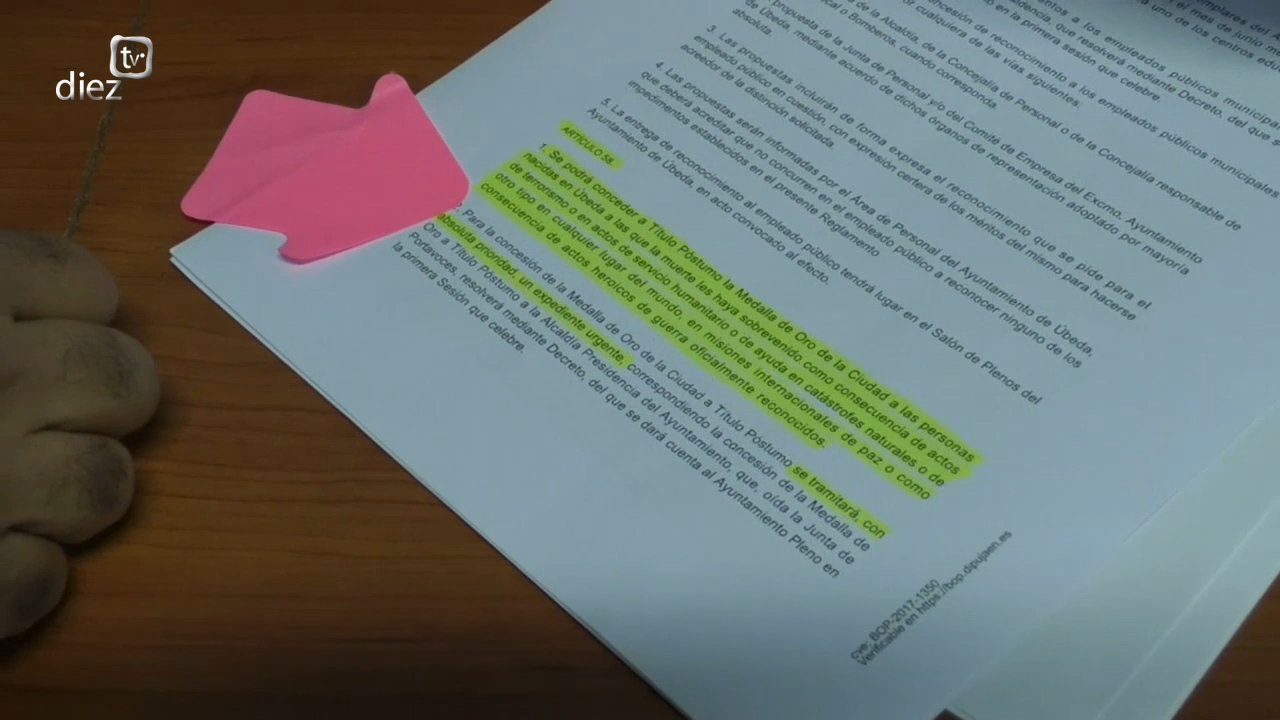 diez tv
uno de los centros
el mes de junio
empleados públicos
que resolverá mediante Decreto, del que
en la primera sesión que celebre.
concesión de reconocimiento a los empleados públicos municipales
cualquiera de las vías siguientes:
de la Alcaldía, de la Concejalía de Personal o de la Concejalía responsable de
o Bomberos, cuando corresponda.
propuesta de la Junta de Personal y/o del Comité de Empresa del Excmo. Ayuntamiento
de Úbeda, mediante acuerdo de dichos órganos de representación adoptado por mayoría
absoluta.
3. Las propuestas incluirán de forma expresa el reconocimiento que se pide para el
empleado público en cuestión, con expresión certera de los méritos del mismo para hacerse
acreedor de la distinción solicitada.
4. Las propuestas serán informadas por el Área de Personal del Ayuntamiento de Úbeda,
que deberá acreditar que no concurren en el empleado público a reconocer ninguno de los
impedimentos establecidos en el presente Reglamento
5. La entrega de reconocimiento al empleado público tendrá lugar en el Salón de Plenos del
Ayuntamiento de Úbeda, en acto convocado al efecto.
ARTÍCULO 58.
1. Se podrá conceder a Título Póstumo la Medalla de Oro de la Ciudad a las personas
nacidas en Úbeda a las que la muerte les haya sobrevenido como consecuencia de actos
de terrorismo o en actos de servicio humanitario o de ayuda en catástrofes naturales o de
otro tipo en cualquier lugar del mundo, en misiones internacionales de paz o como
consecuencia de actos heroicos de guerra oficialmente reconocidos.
Para la concesión de la Medalla de Oro de la Ciudad a Título Póstumo se tramitará, con
absoluta prioridad, un expediente urgente, correspondiendo la concesión de la Medalla de
Oro a Título Póstumo a la Alcaldía Presidencia del Ayuntamiento, que, oída la Junta de
Portavoces, resolverá mediante Decreto, del que se dará cuenta al Ayuntamiento Pleno en
la primera Sesión que celebre.
cve: BOP-2017-1350
Verificable en https://bop.dipujaen.es